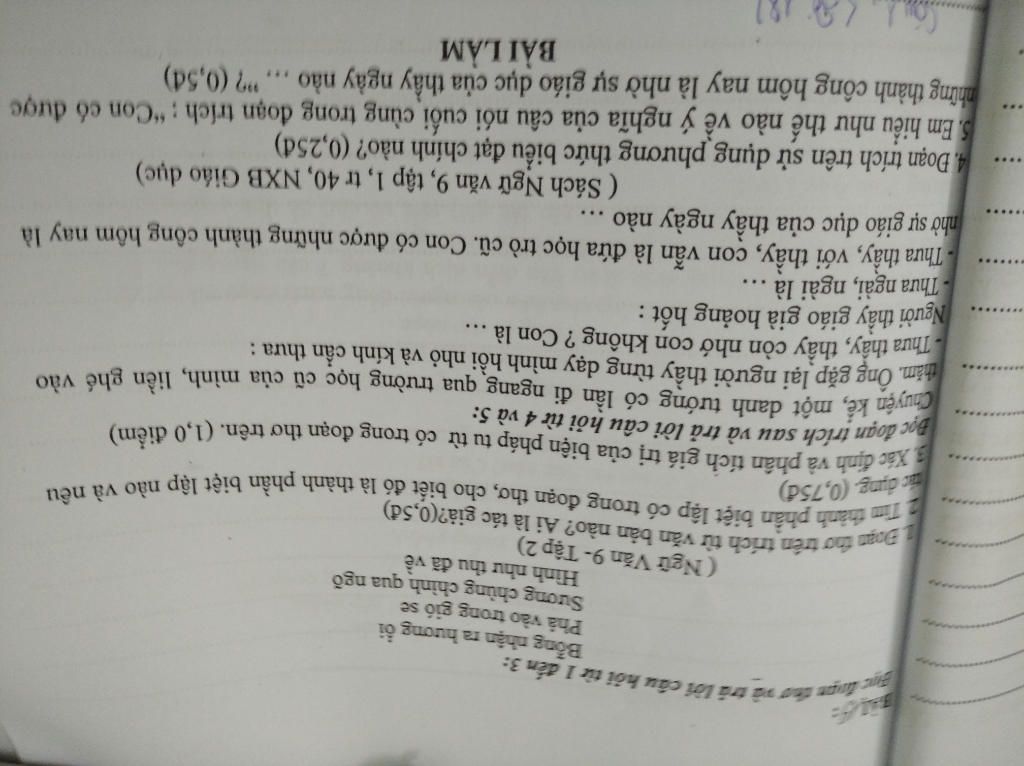 Đọc đoạn thơ và trả lời câu hỏi từ 1 đến 3:
Bỗng nhận ra hương ổi
Phả vào trong gió se
Sương chùng chình qua ngõ
Hình như thu đã về
( Ngữ Văn 9- Tập 2)
1. Đoạn thơ trên trích từ văn bản nào? Ai là tác giả?(0,5đ)
2. Tìm thành phần biệt lập có trong đoạn thơ, cho biết đó là thành phần biệt lập nào và nêu
tác dụng. (0,75đ)
3. Xác định và phân tích giá trị của biện pháp tu từ có trong đoạn thơ trên. (1,0 điểm)
Đọc đoạn trích sau và trả lời câu hỏi từ 4 và 5:
Chuyện kể, một danh tướng có lần đi ngang qua trường học cũ của mình, liền ghé vào
thăm. Ông gặp lại người thầy từng dạy mình hồi nhỏ và kính cẩn thưa :
- Thưa thầy, thầy còn nhớ con không ? Con là ...
Người thầy giáo già hoảng hốt :
- Thưa ngài, ngài là ...
- Thưa thầy, với thầy, con vẫn là đứa học trò cũ. Con có được những thành công hôm nay là
nhờ sự giáo dục của thầy ngày nào ...
( Sách Ngữ văn 9, tập 1, tr 40, NXB Giáo dục)
4. Đoạn trích trên sử dụng phương thức biểu đạt chính nào? (0,25đ)
5. Em hiểu như thế nào về ý nghĩa của câu nói cuối cùng trong đoạn trích : "Con có được
những thành công hôm nay là nhờ sự giáo dục của thầy ngày nào ... "? (0,5đ)
BÀI LÀM